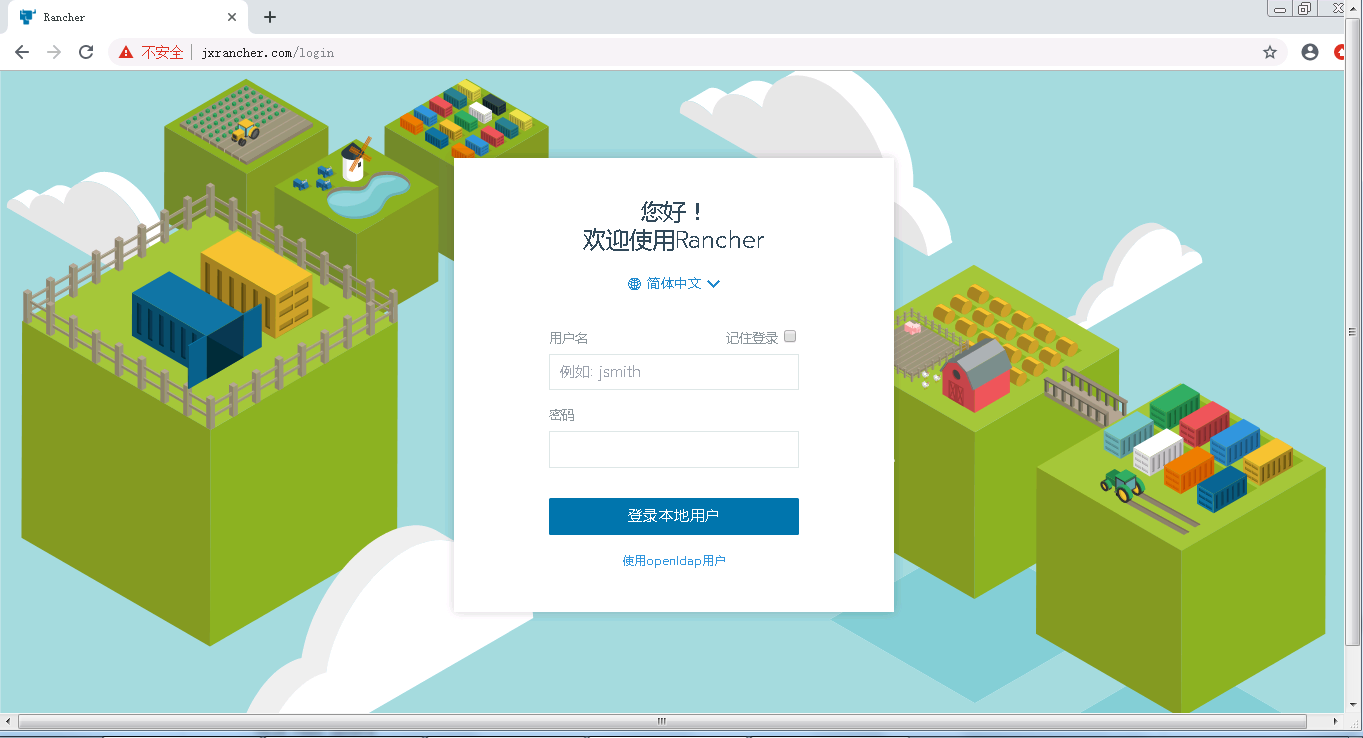 Rancher
不安全
jxrancher.com/login
您好！
欢迎使用Rancher
简体中文
用户名
记住登录
例如: jsmith
密码
登录本地用户
使用openldap用户